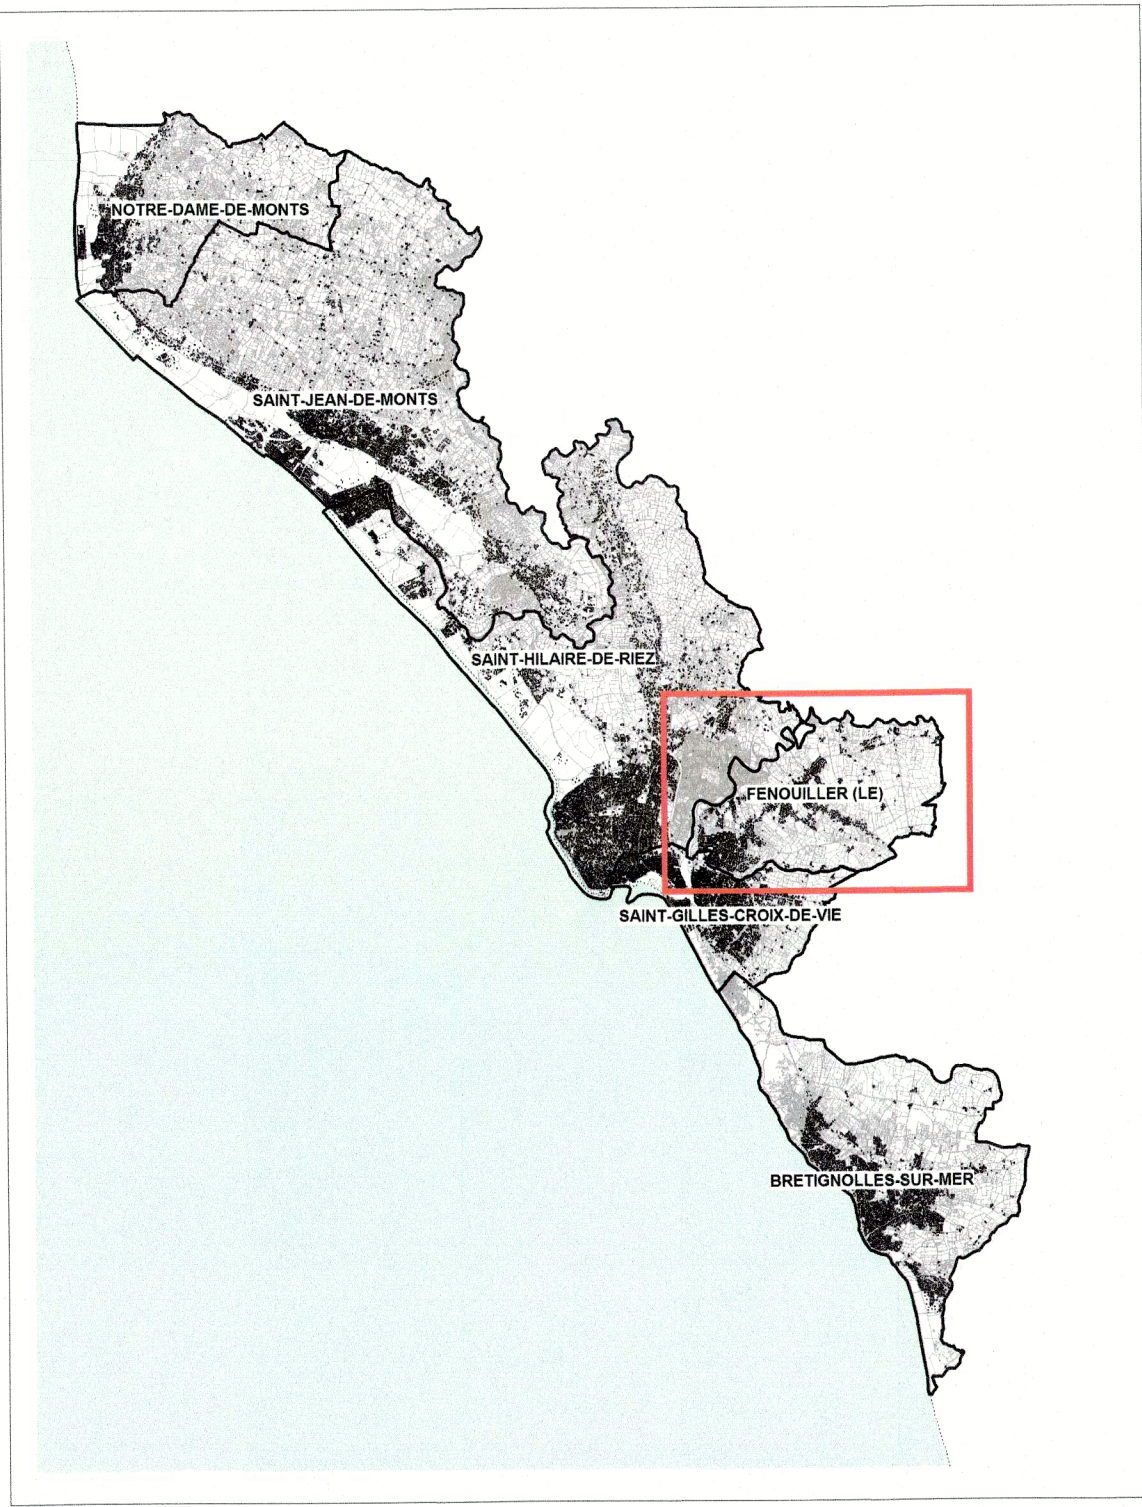 NOTRE-DAME-DE-MONTS
SAINT-JEAN-DE-MONTS
SAINT-HILAIRE-DE-RIEZ
FENOUILLER (LE)
SAINT-GILLES-CROIX-DE-VIE
BRETIGNOLLES-SUR-MER